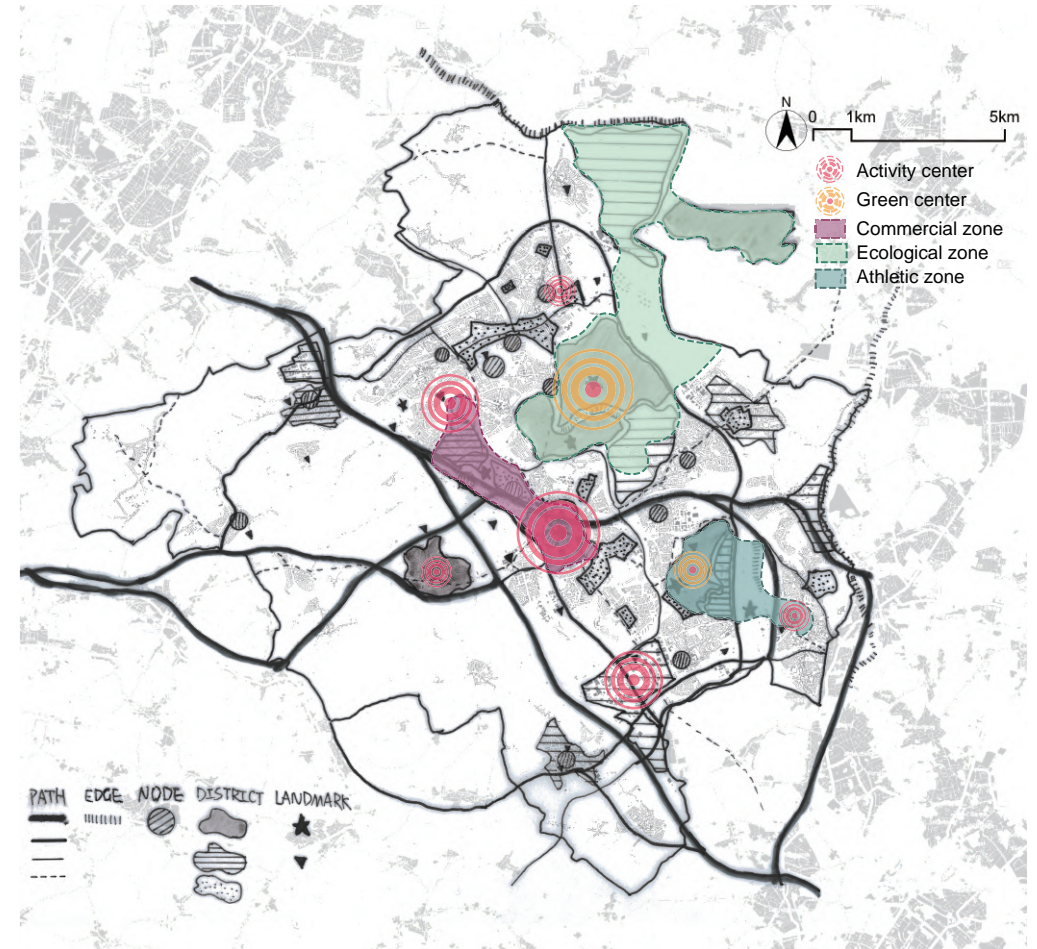 N
0 1km 5km
Activity center
Green center
Commercial zone
Ecological zone
Athletic zone
PATH EDGE NODE DISTRICT LANDMARK